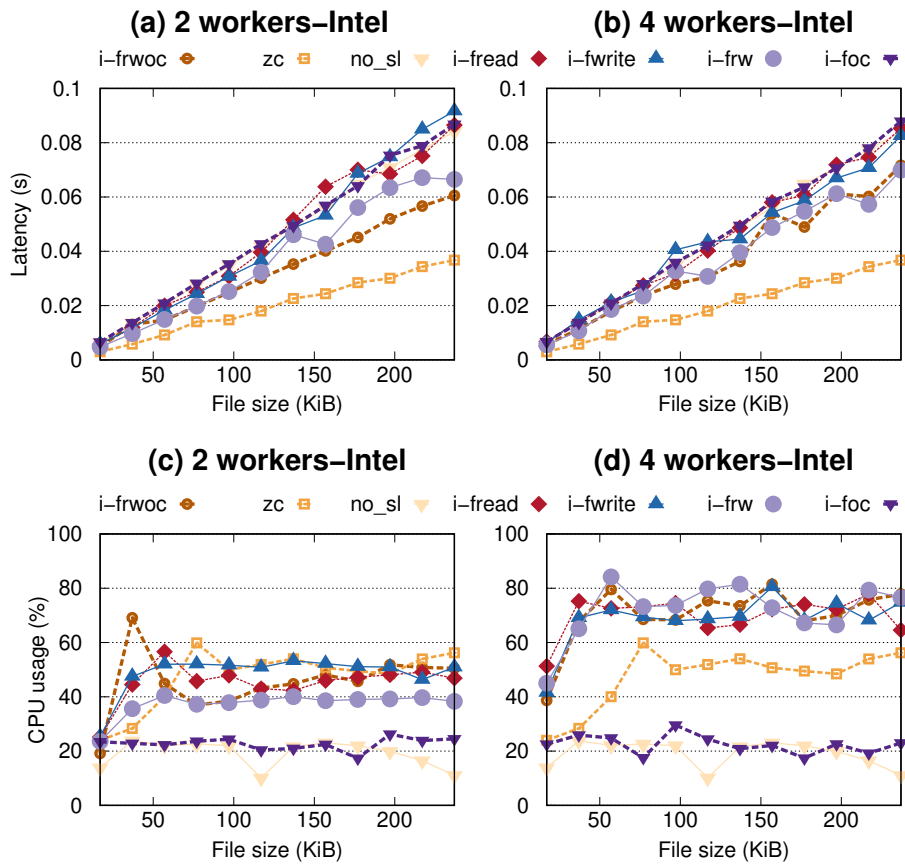 (a) 2 workers−Intel
(b) 4 workers−Intel
i−frwoc zc no_sl i−fread i−fwrite i−frw i−foc
Latency (s)
0.1
0.08
0.06
0.04
0.02
0
50 100 150 200
File size (KiB)
0.1
0.08
0.06
0.04
0.02
0
50 100 150 200
File size (KiB)
(c) 2 workers−Intel
(d) 4 workers−Intel
i−frwoc zc no_sl i−fread i−fwrite i−frw i−foc
CPU usage (%)
100
80
60
40
20
0
50 100 150 200
File size (KiB)
100
80
60
40
20
0
50 100 150 200
File size (KiB)